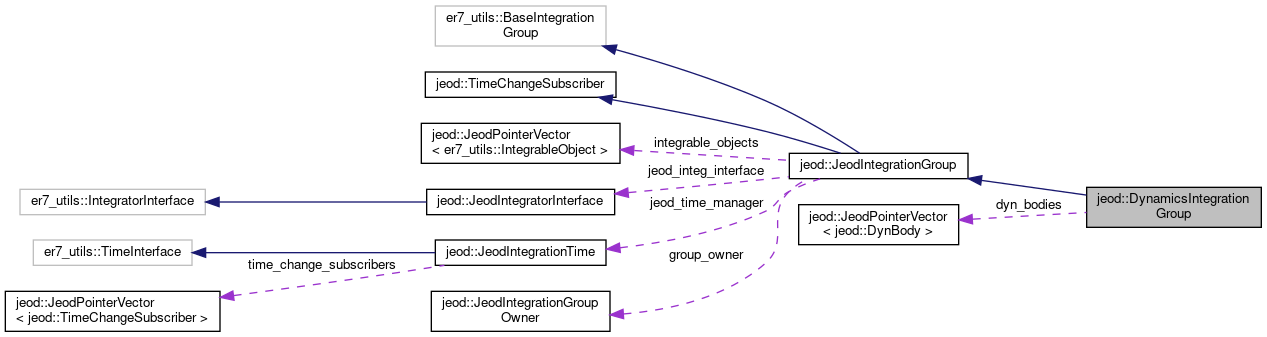 er7_utils::BaseIntegration
Group
jeod::TimeChangeSubscriber
jeod::JeodPointerVector
< er7_utils::IntegrableObject >
integrable_objects
jeod::JeodIntegrationGroup
jeod_integ_interface
er7_utils::IntegratorInterface
jeod::JeodIntegratorInterface
jeod_time_manager
jeod::DynamicsIntegration
Group
dyn_bodies
jeod::JeodPointerVector
< jeod::DynBody >
er7_utils::TimeInterface
jeod::JeodIntegrationTime
group_owner
time_change_subscribers
jeod::JeodPointerVector
< jeod::TimeChangeSubscriber >
jeod::JeodIntegrationGroup
Owner